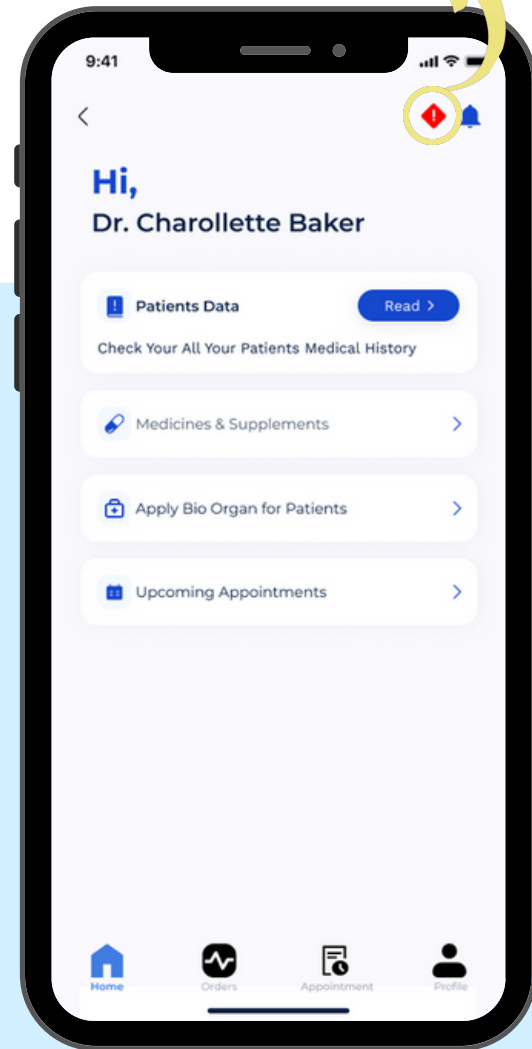 9:41
Hi,
Dr. Charollette Baker
Patients Data
Read >
Check Your All Your Patients Medical History
Medicines & Supplements
Apply Bio Organ for Patients
Upcoming Appointments
Home
Orders
Appointment
Profile